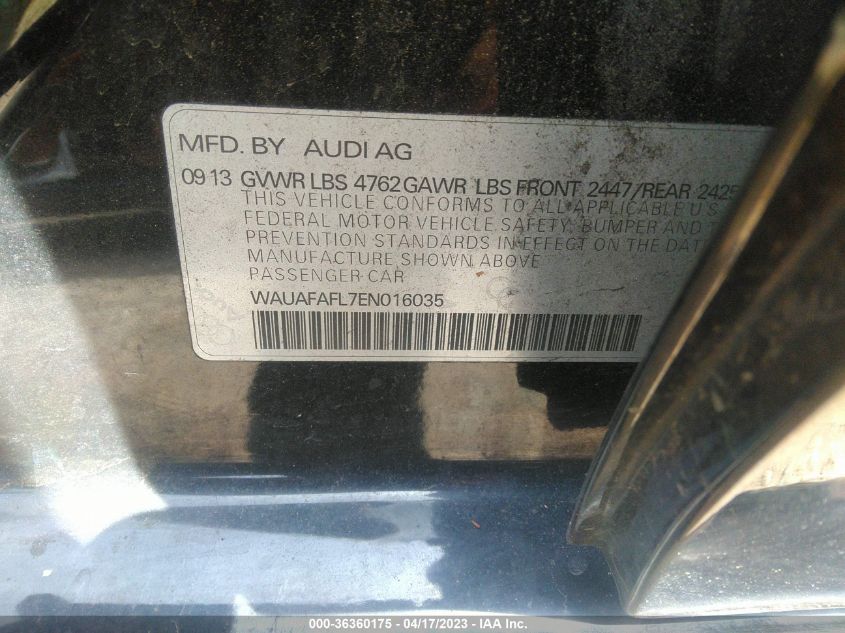 MFD. BY AUDI AG
09 13 GVWR LBS 4762 GAWR LBS FRONT 2447/REAR 2425
THIS VEHICLE CONFORMS TO ALL APPLICABLE U.S.
FEDERAL MOTOR VEHICLE SAFETY, BUMPER AND
PREVENTION STANDARDS IN EFFECT ON THE DATE
MANUFACTURE SHOWN ABOVE
PASSENGER CAR
WAUAFAFL7EN016035
000-36360175 — 04/17/2023 — IAA Inc.